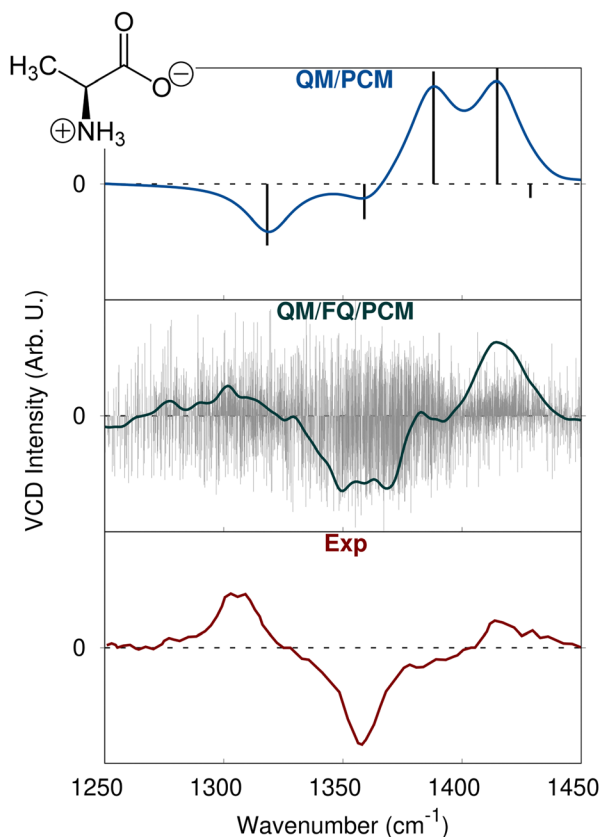 O
H₃C
O⊖
⊕NH₃
QM/PCM
0
QM/FQ/PCM
0
Exp
0
VCD Intensity (Arb. U.)
1250 1300 1350 1400 1450
Wavenumber (cm⁻¹)